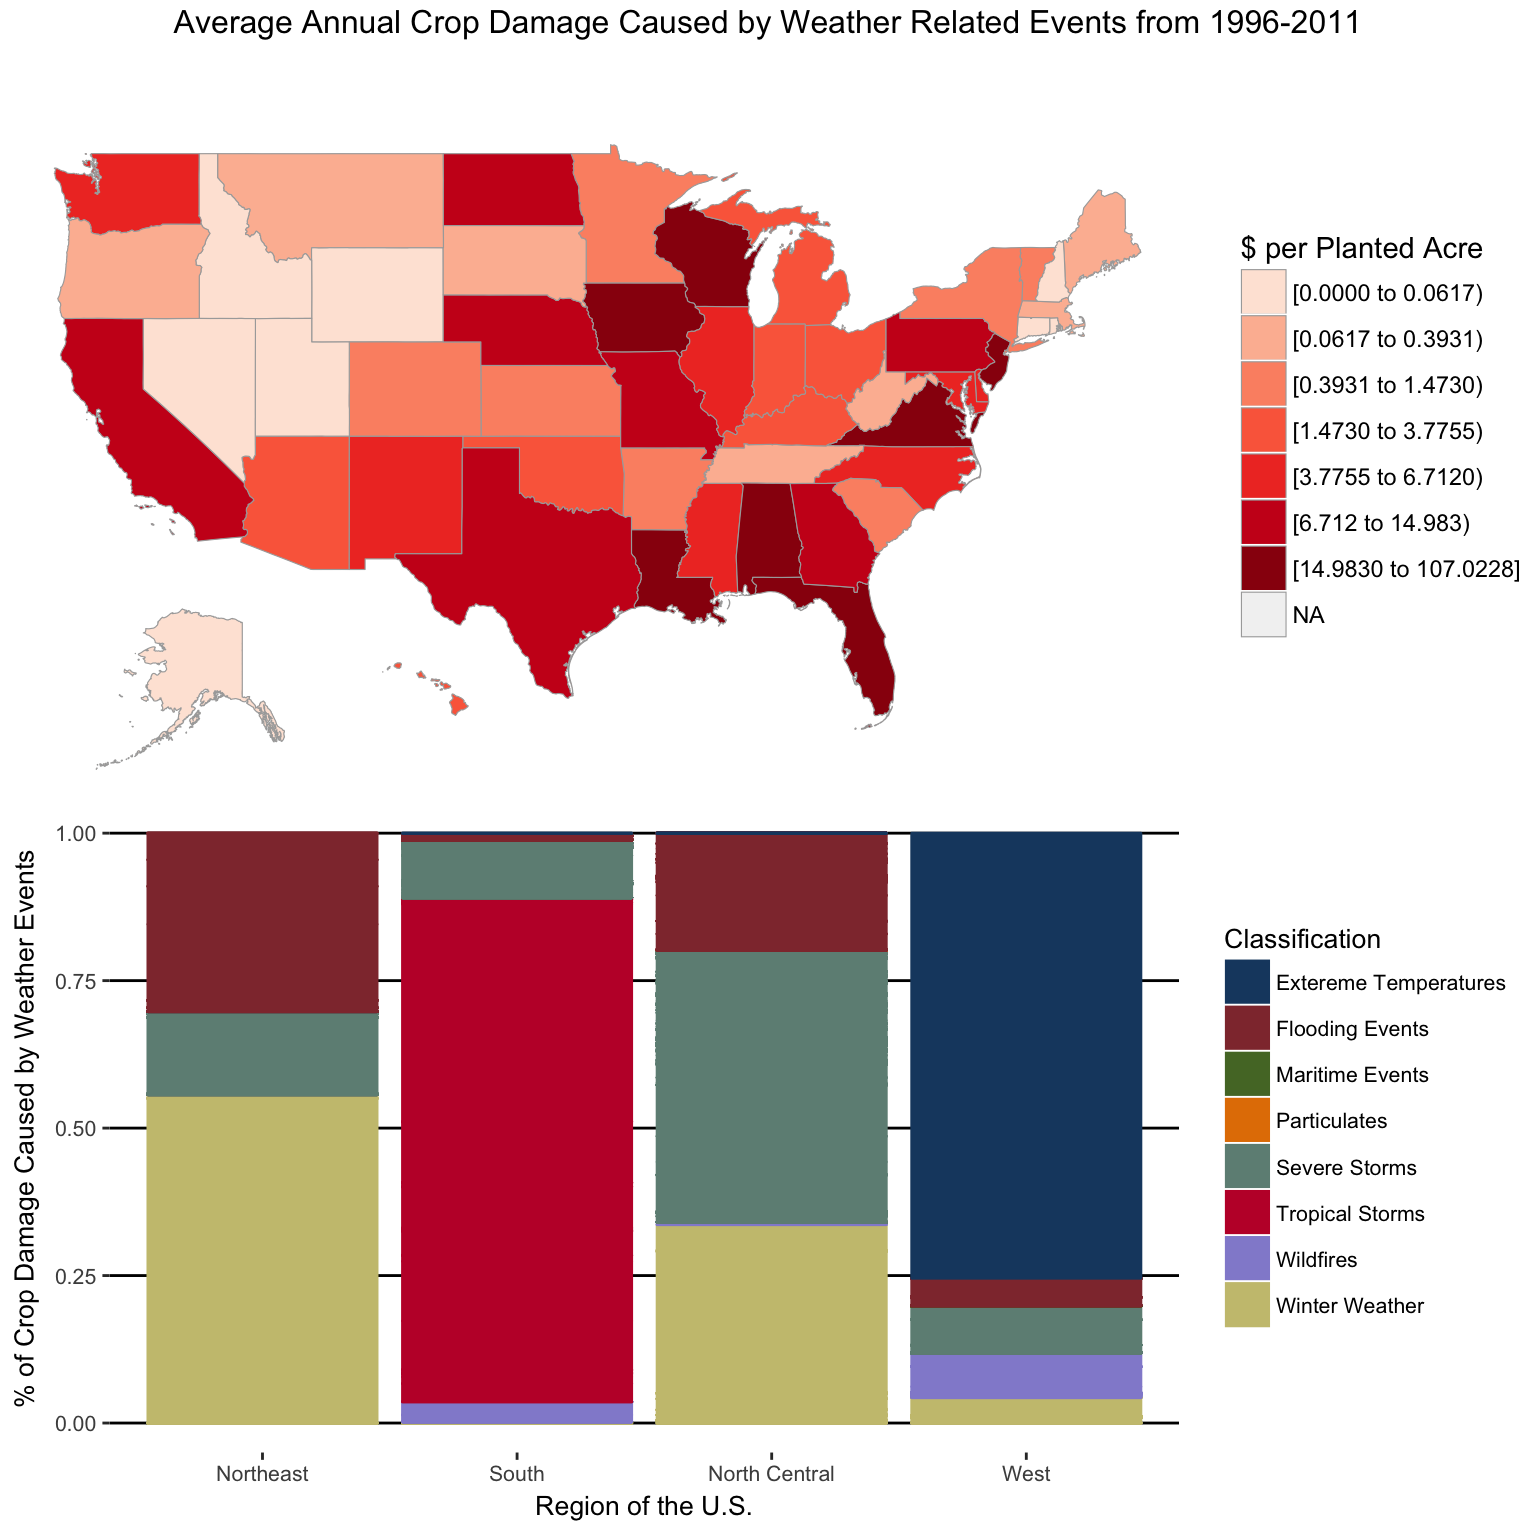 Average Annual Crop Damage Caused by Weather Related Events from 1996-2011
$ per Planted Acre
[0.0000 to 0.0617)
[0.0617 to 0.3931)
[0.3931 to 1.4730)
[1.4730 to 3.7755)
[3.7755 to 6.7120)
[6.712 to 14.983)
[14.9830 to 107.0228]
NA
% of Crop Damage Caused by Weather Events
1.00
0.75
0.50
0.25
0.00
Northeast
South
North Central
West
Region of the U.S.
Classification
Extereme Temperatures
Flooding Events
Maritime Events
Particulates
Severe Storms
Tropical Storms
Wildfires
Winter Weather